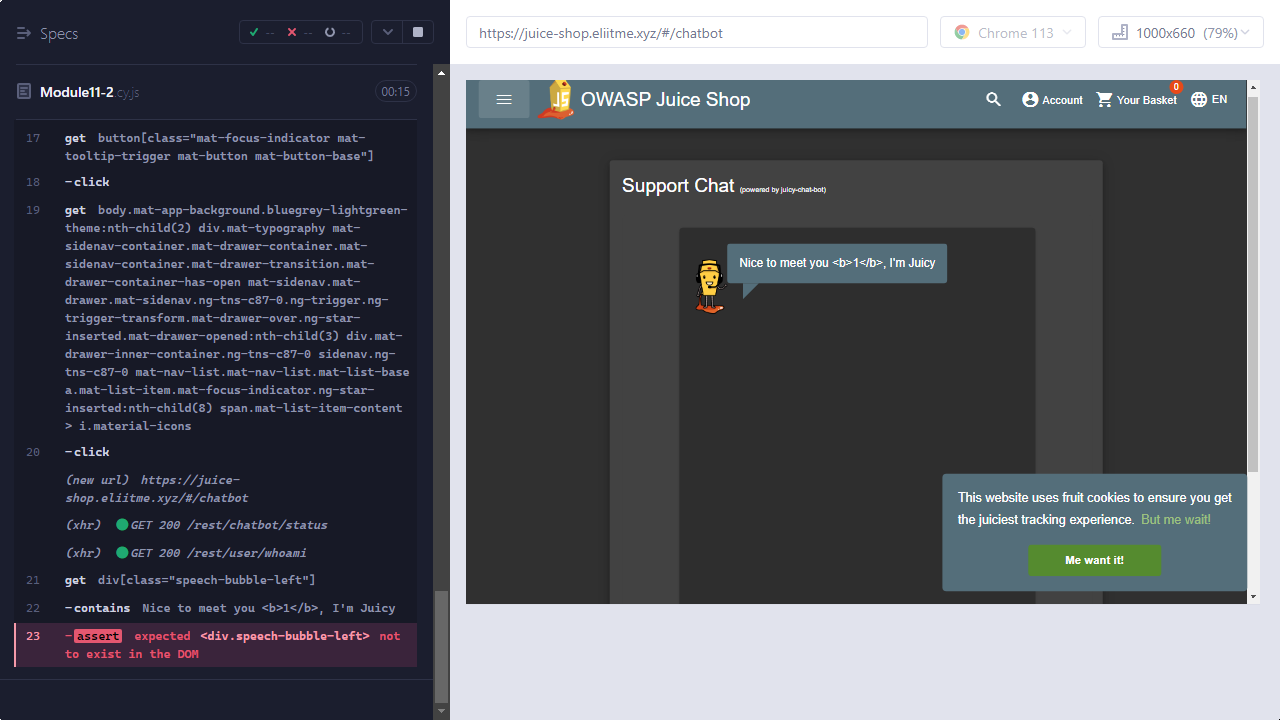 Specs
--
--
--
Module11-2.cy.js
00:15
17 get button[class="mat-focus-indicator mat-
tooltip-trigger mat-button mat-button-base"]
18 -click
19 get body.mat-app-background.bluegrey-lightgreen-
theme:nth-child(2) div.mat-typography mat-
sidenav-container.mat-drawer-container.mat-
sidenav-container.mat-drawer-transition.mat-
drawer-container-has-open mat-sidenav.mat-
drawer.mat-sidenav.ng-tns-c87-0.ng-trigger.ng-
trigger-transform.mat-drawer-over.ng-star-
inserted.mat-drawer-opened:nth-child(3) div.mat-
drawer-inner-container.ng-tns-c87-0 sidenav.ng-
tns-c87-0 mat-nav-list.mat-nav-list.mat-list-base
a.mat-list-item.mat-focus-indicator.ng-star-
inserted:nth-child(8) span.mat-list-item-content
> i.material-icons
20 -click
(new url) https://juice-
shop.eliitme.xyz/#/chatbot
(xhr) GET 200 /rest/chatbot/status
(xhr) GET 200 /rest/user/whoami
21 get div[class="speech-bubble-left"]
22 -contains Nice to meet you <b>1</b>, I'm Juicy
23 -assert expected <div.speech-bubble-left> not
to exist in the DOM
https://juice-shop.eliitme.xyz/#/chatbot
Chrome 113
1000x660 (79%)
JS
OWASP Juice Shop
Account
Your Basket
0
EN
Support Chat (powered by juicy-chat-bot)
Nice to meet you <b>1</b>, I'm Juicy
This website uses fruit cookies to ensure you get
the juiciest tracking experience. But me wait!
Me want it!